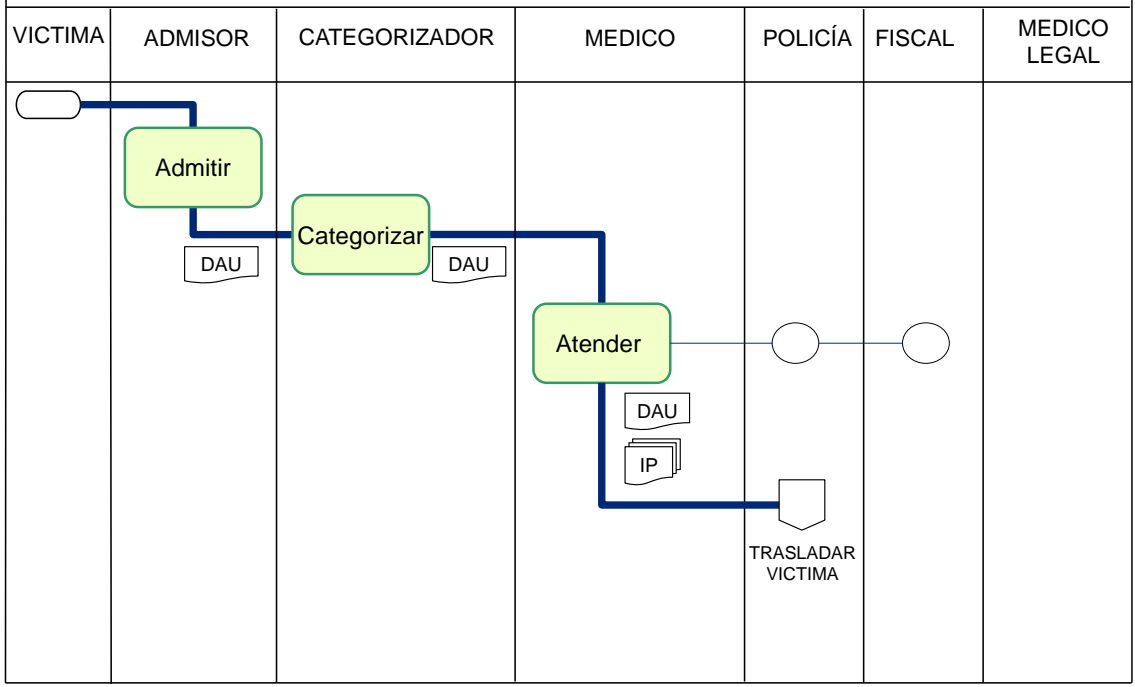 VICTIMA
ADMISOR
CATEGORIZADOR
MEDICO
POLICÍA
FISCAL
MEDICO
LEGAL
Admitir
DAU
Categorizar
DAU
Atender
DAU
IP
TRASLADAR
VICTIMA